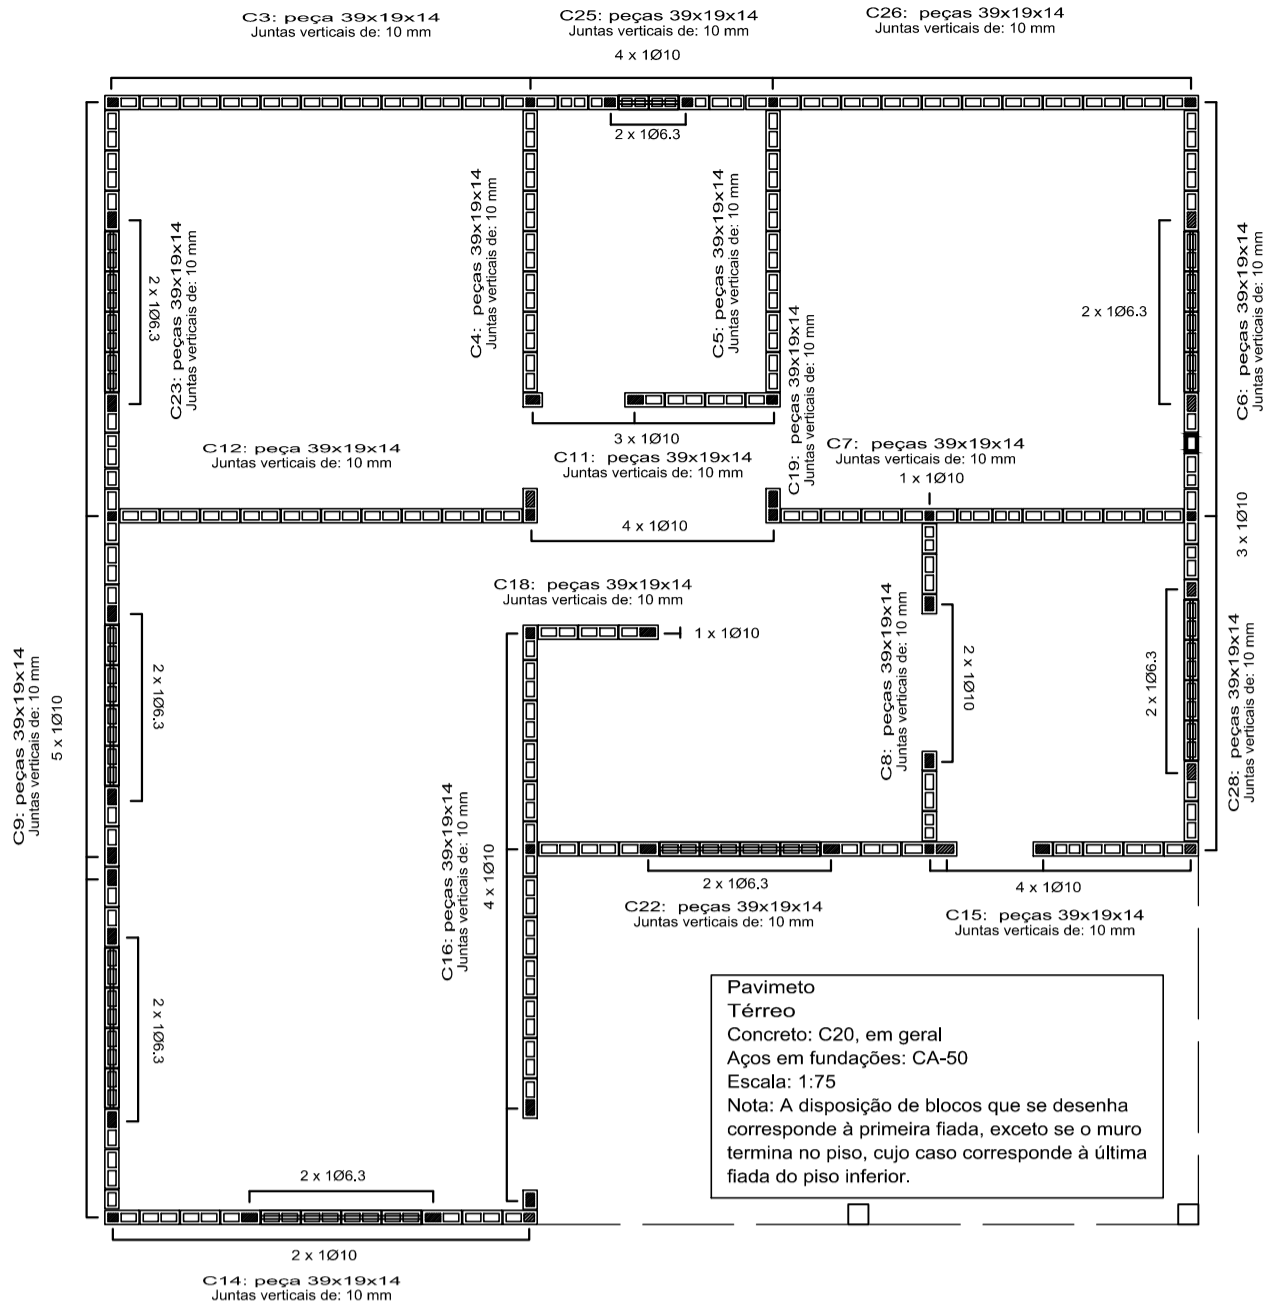 C3: peça 39x19x14
Juntas verticais de: 10 mm
C25: peças 39x19x14
Juntas verticais de: 10 mm
C26: peças 39x19x14
Juntas verticais de: 10 mm
4 x 1Ø10
2 x 1Ø6.3
C4: peças 39x19x14
Juntas verticais de: 10 mm
C5: peças 39x19x14
Juntas verticais de: 10 mm
2 x 1Ø6.3
C23: peças 39x19x14
Juntas verticais de: 10 mm
2 x 1Ø6.3
C6: peças 39x19x14
Juntas verticais de: 10 mm
C19: peças 39x19x14
Juntas verticais de: 10 mm
C12: peça 39x19x14
Juntas verticais de: 10 mm
3 x 1Ø10
C11: peças 39x19x14
Juntas verticais de: 10 mm
C7: peças 39x19x14
Juntas verticais de: 10 mm
1 x 1Ø10
4 x 1Ø10
3 x 1Ø10
C18: peças 39x19x14
Juntas verticais de: 10 mm
1 x 1Ø10
C9: peças 39x19x14
Juntas verticais de: 10 mm
5 x 1Ø10
2 x 1Ø6.3
C8: peças 39x19x14
Juntas verticais de: 10 mm
2 x 1Ø10
2 x 1Ø6.3
C28: peças 39x19x14
Juntas verticais de: 10 mm
C16: peças 39x19x14
Juntas verticais de: 10 mm
4 x 1Ø10
2 x 1Ø6.3
C22: peças 39x19x14
Juntas verticais de: 10 mm
4 x 1Ø10
C15: peças 39x19x14
Juntas verticais de: 10 mm
2 x 1Ø6.3
Pavimeto
Térreo
Concreto: C20, em geral
Aços em fundações: CA-50
Escala: 1:75
Nota: A disposição de blocos que se desenha
corresponde à primeira fiada, exceto se o muro
termina no piso, cujo caso corresponde à última
fiada do piso inferior.
2 x 1Ø6.3
2 x 1Ø10
C14: peça 39x19x14
Juntas verticais de: 10 mm